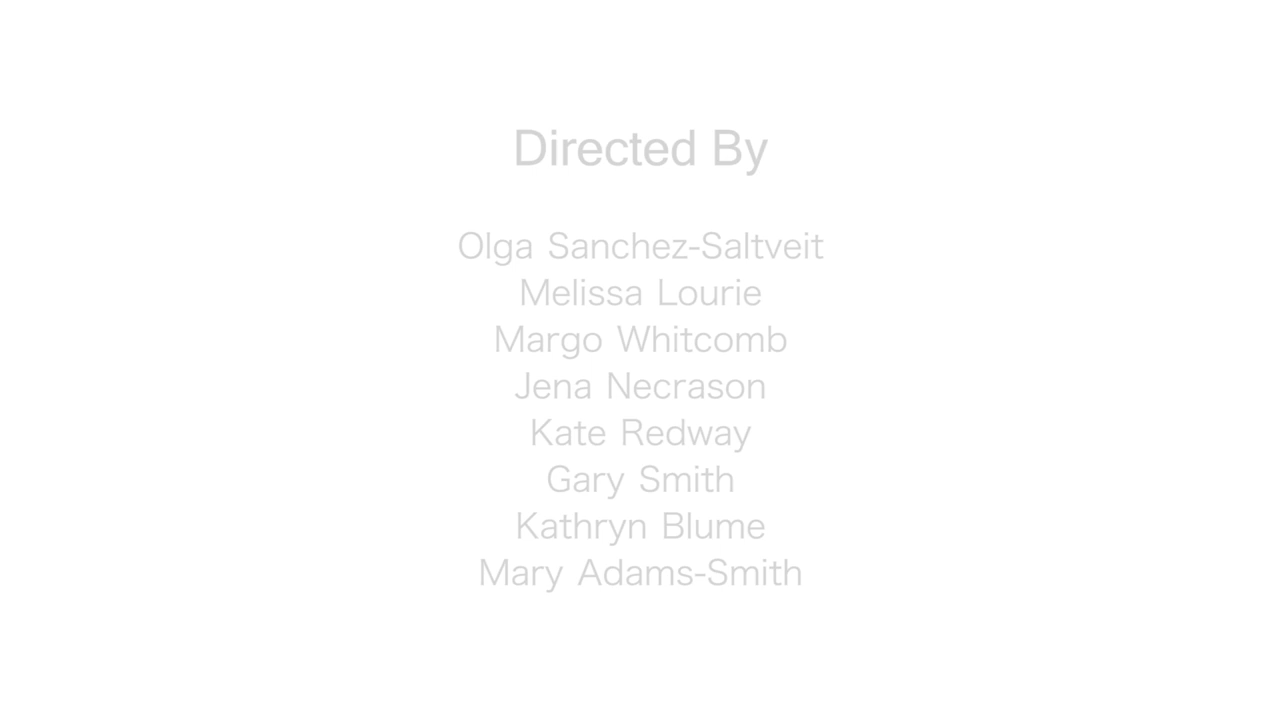 Directed By
Olga Sanchez-Saltveit
Melissa Lourie
Margo Whitcomb
Jena Necrason
Kate Redway
Gary Smith
Kathryn Blume
Mary Adams-Smith